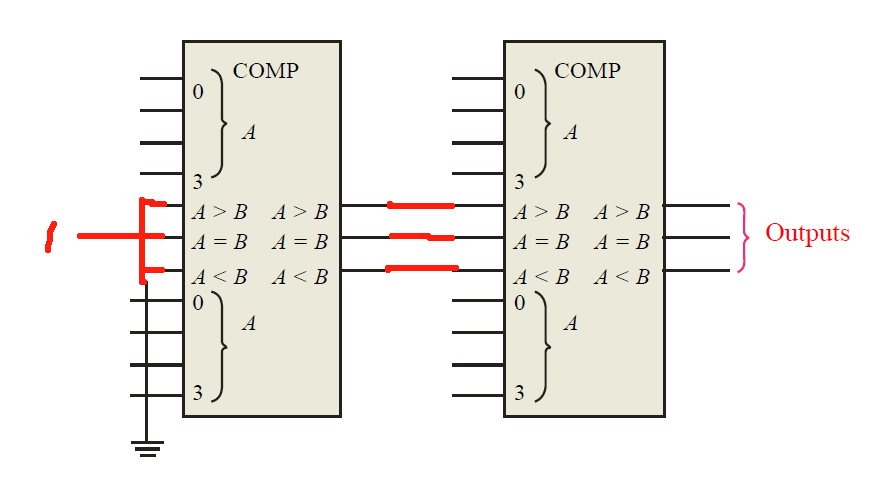 COMP
0
A
3
A > B A > B
A = B A = B
A < B A < B
0
A
3
COMP
0
A
3
A > B A > B
A = B A = B
A < B A < B
0
A
3
Outputs
1